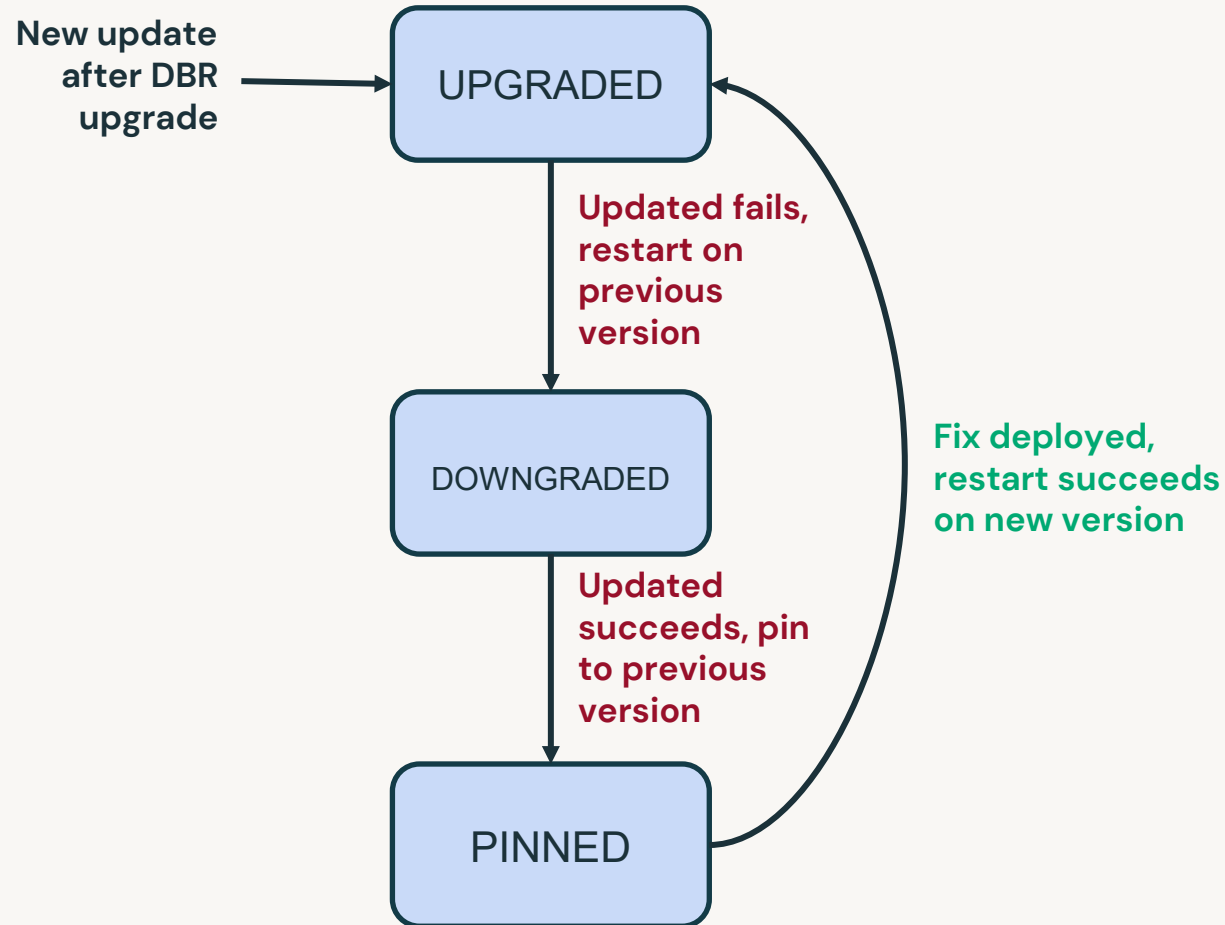 New update
after DBR
upgrade
UPGRADED
Updated fails,
restart on
previous
version
DOWNGRADED
Fix deployed,
restart succeeds
on new version
Updated
succeeds, pin
to previous
version
PINNED